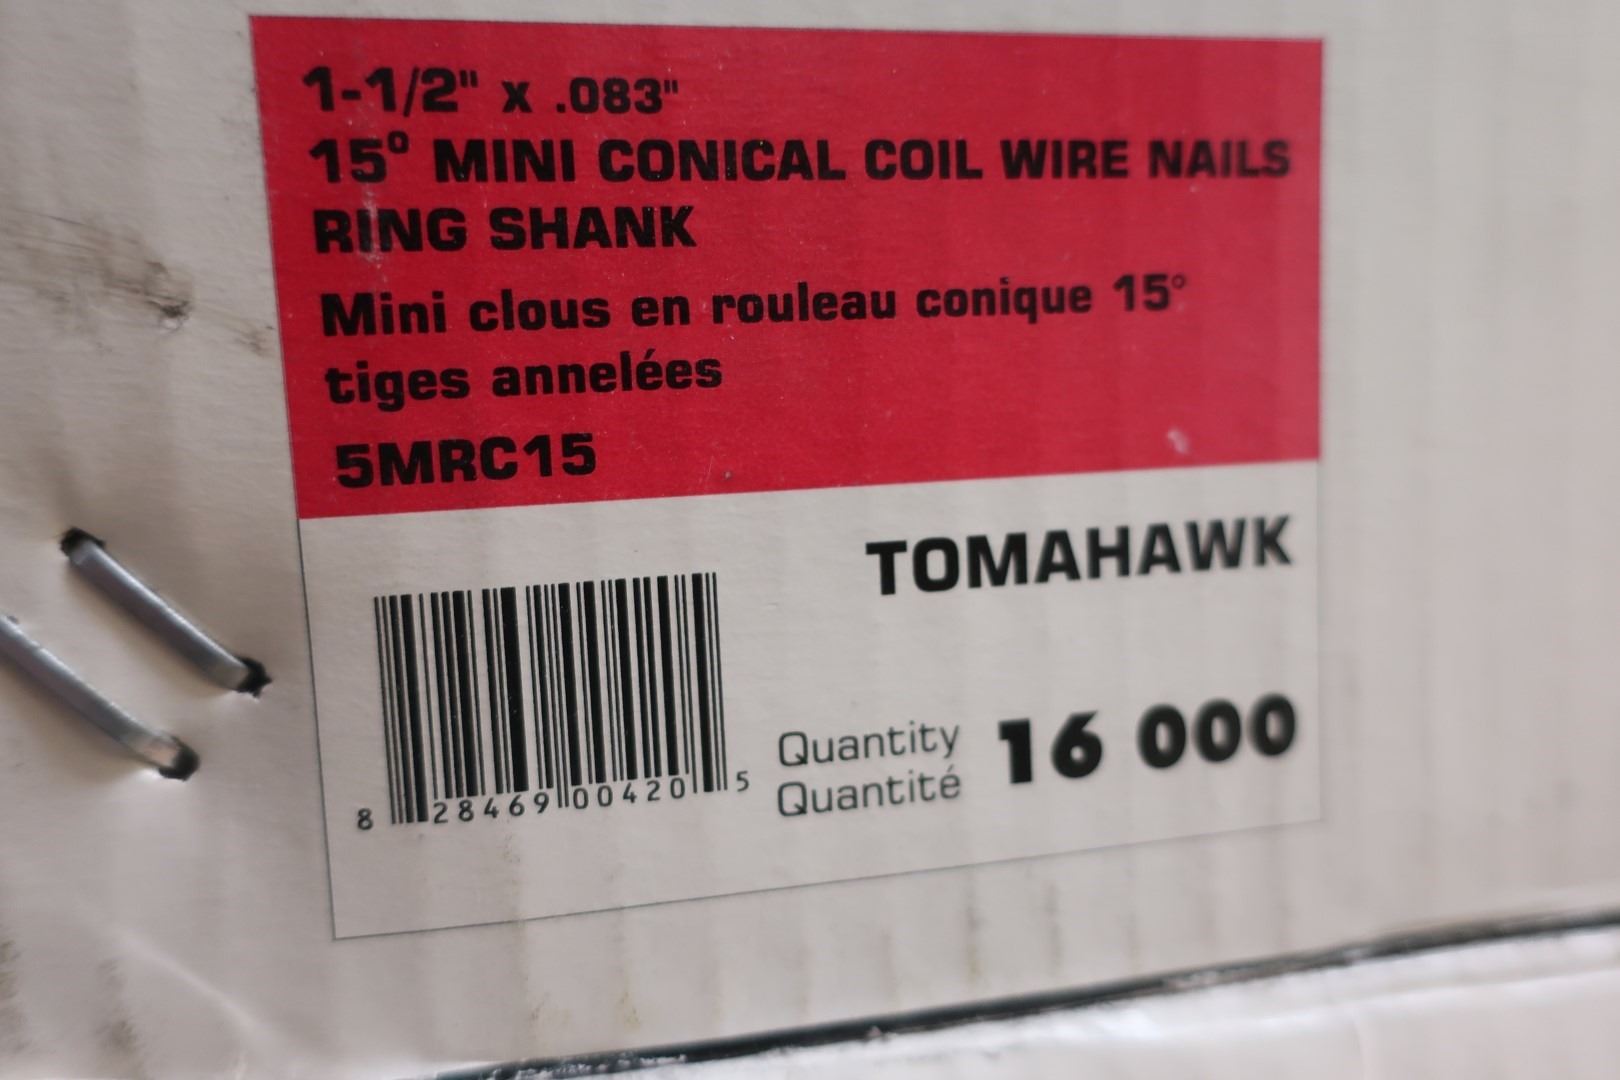 1-1/2" x .083"
15° MINI CONICAL COIL WIRE NAILS
RING SHANK
Mini clous en rouleau conique 15°
tiges annelées
5MRC15
TOMAHAWK
8 28469 00420 5
Quantity
Quantité
16 000